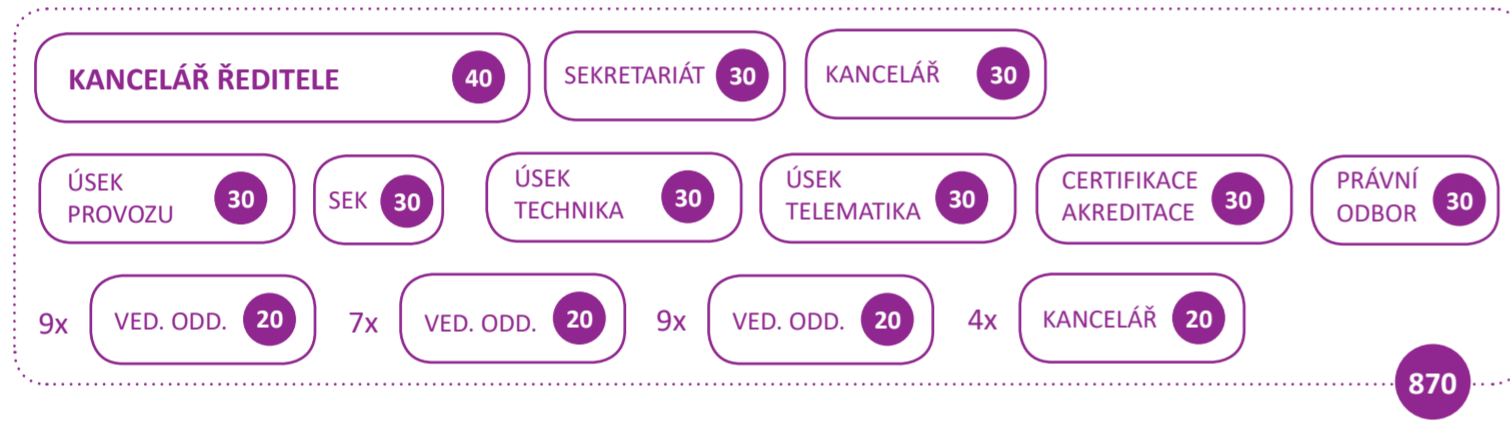 KANCELÁŘ ŘEDITELE 40 SEKRETARIÁT 30 KANCELÁŘ 30
ÚSEK
PROVOZU 30
SEK 30
ÚSEK
TECHNIKA 30
ÚSEK
TELEMATIKA 30
CERTIFIKACE
AKREDITACE 30
PRÁVNÍ
ODBOR 30
9x VED. ODD. 20 7x VED. ODD. 20 9x VED. ODD. 20 4x KANCELÁŘ 20
870